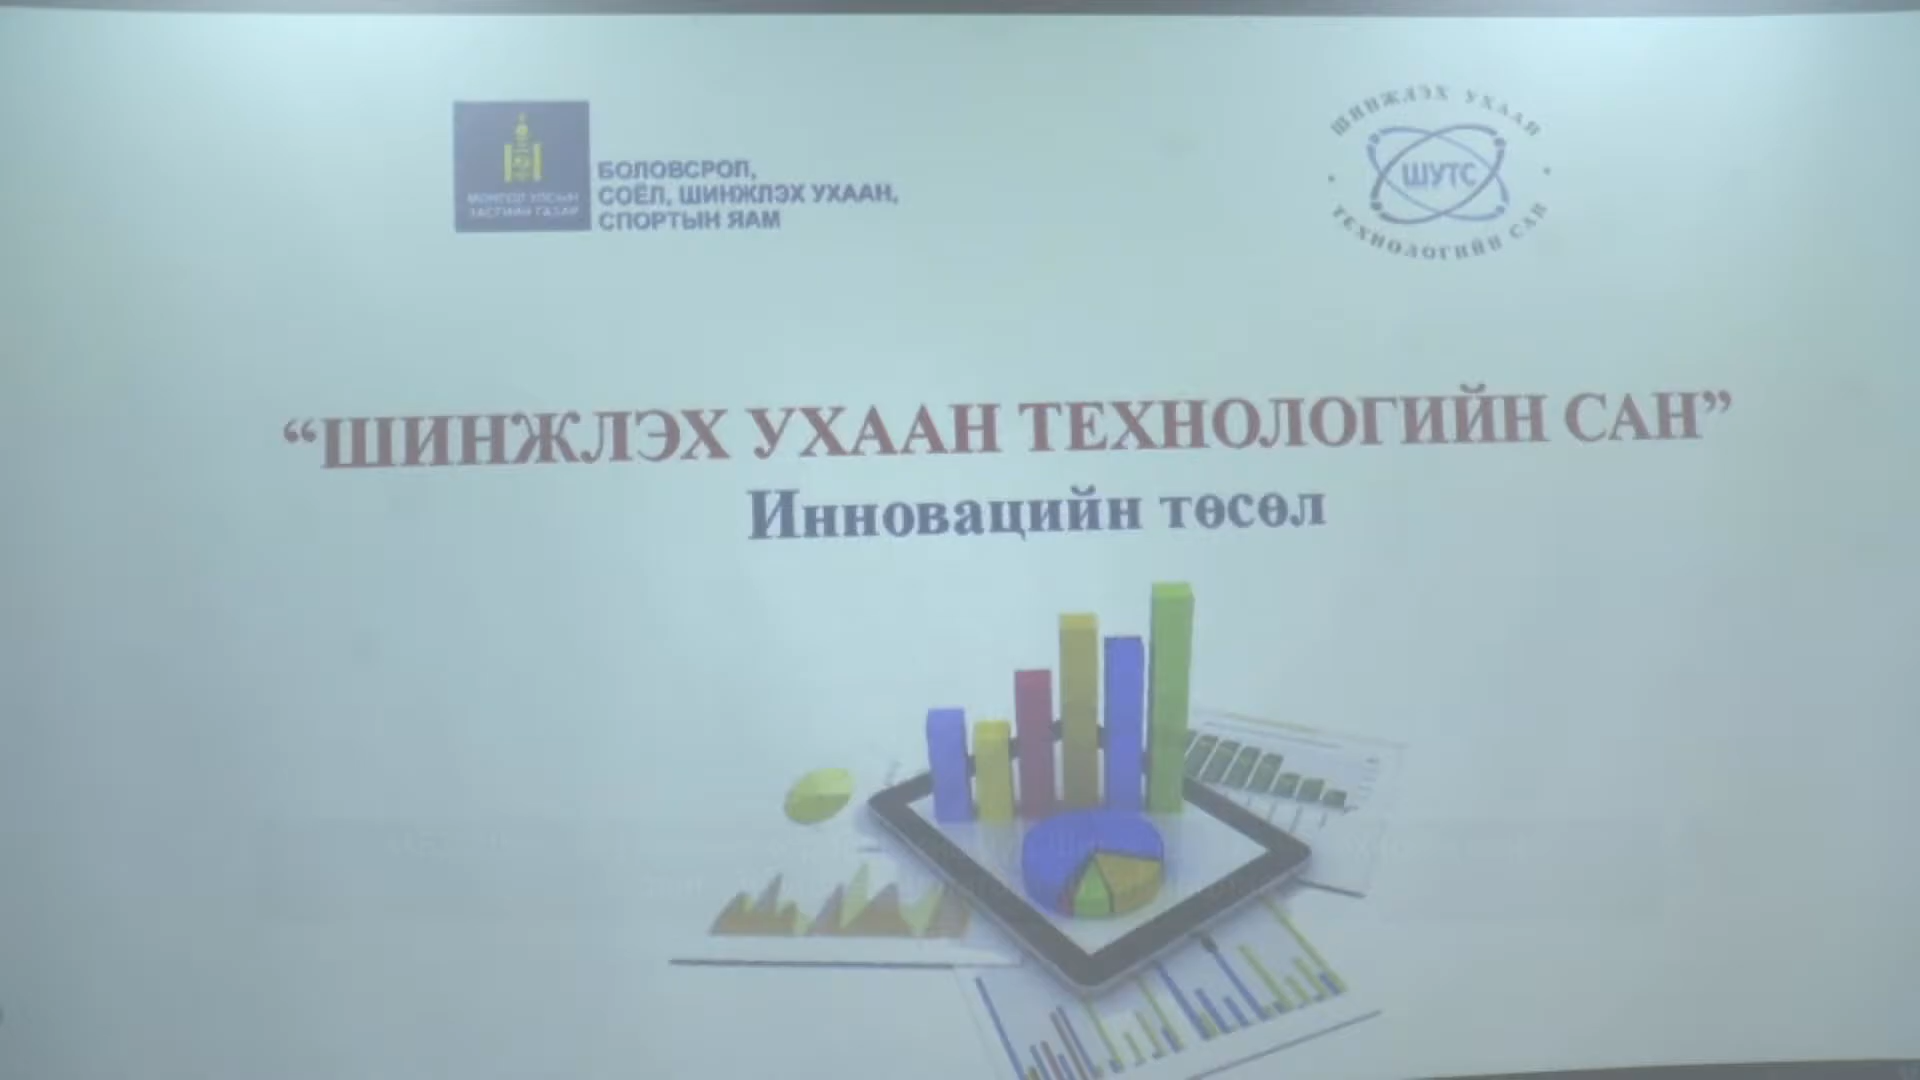 МОНГОЛ УЛСЫН
ЗАСГИЙН ГАЗАР
БОЛОВСРОЛ,
СОЁЛ, ШИНЖЛЭХ УХААН,
СПОРТЫН ЯАМ
ШИНЖЛЭХ УХААН
ШУТС
ТЕХНОЛОГИЙН САН
“ШИНЖЛЭХ УХААН ТЕХНОЛОГИЙН САН”
Инновацийн төсөл